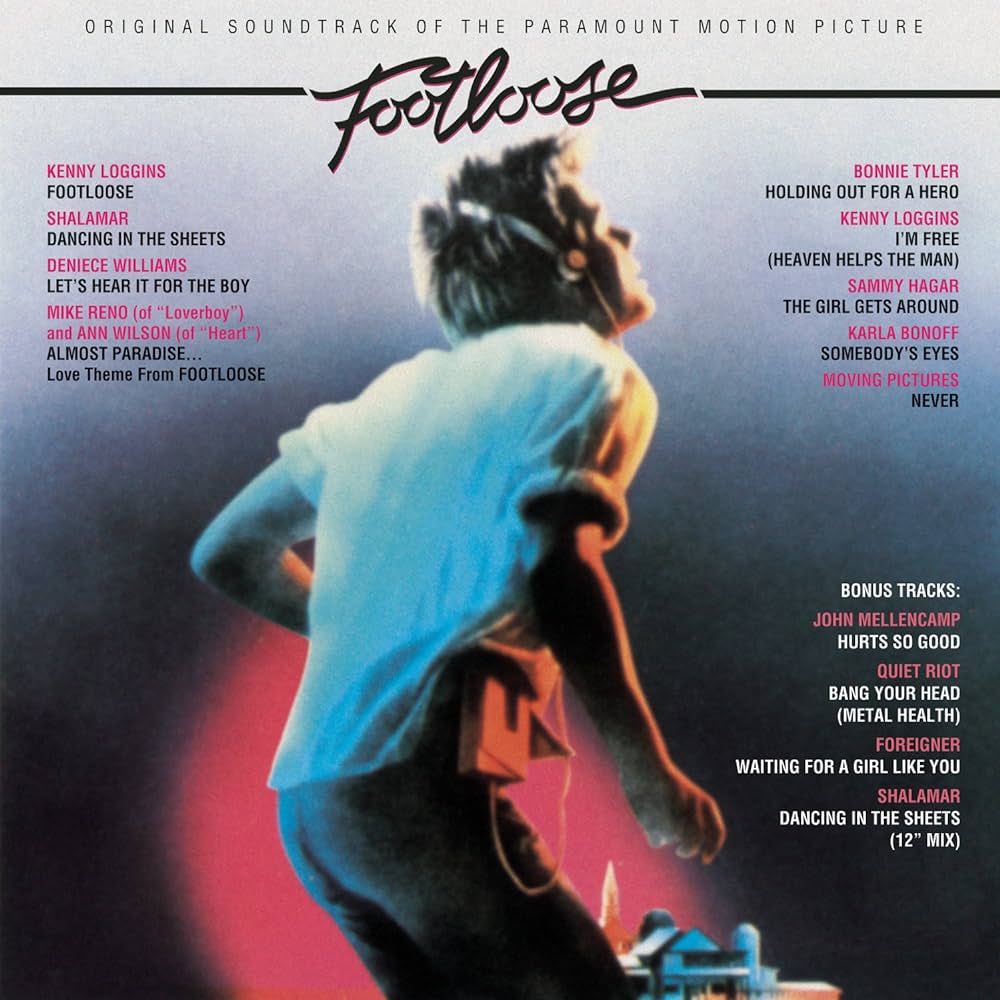 ORIGINAL SOUNDTRACK OF THE PARAMOUNT MOTION PICTURE
Footloose
KENNY LOGGINS
FOOTLOOSE
SHALAMAR
DANCING IN THE SHEETS
DENIECE WILLIAMS
LET'S HEAR IT FOR THE BOY
MIKE RENO (of "Loverboy")
and ANN WILSON (of "Heart")
ALMOST PARADISE...
Love Theme From FOOTLOOSE
BONNIE TYLER
HOLDING OUT FOR A HERO
KENNY LOGGINS
I'M FREE
(HEAVEN HELPS THE MAN)
SAMMY HAGAR
THE GIRL GETS AROUND
KARLA BONOFF
SOMEBODY'S EYES
MOVING PICTURES
NEVER
BONUS TRACKS:
JOHN MELLENCAMP
HURTS SO GOOD
QUIET RIOT
BANG YOUR HEAD
(METAL HEALTH)
FOREIGNER
WAITING FOR A GIRL LIKE YOU
SHALAMAR
DANCING IN THE SHEETS
(12" MIX)